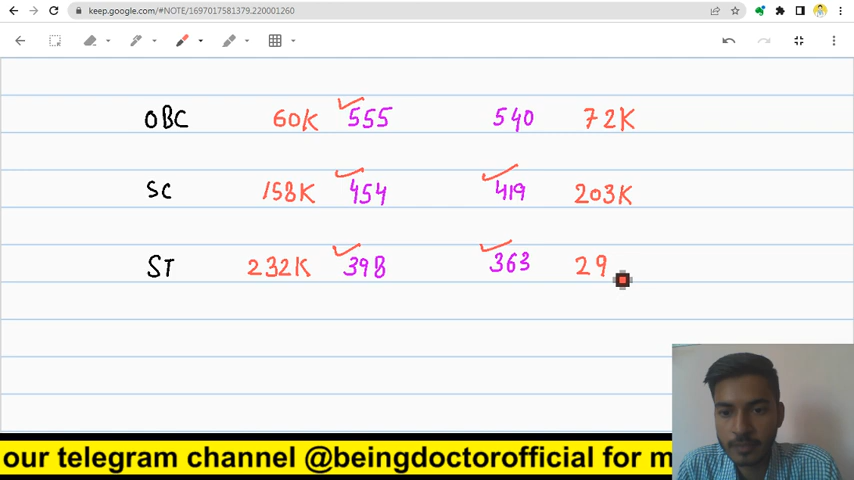 keep.google.com/#NOTE/1697017581379.220001260
OBC 60K 555 540 72K
SC 158K 454 419 203K
ST 232K 398 363 29
our telegram channel @beingdoctorofficial for m